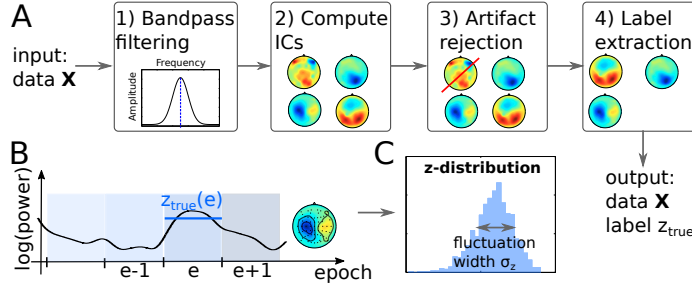 A
input:
data X
1) Bandpass
filtering
Frequency
Amplitude
2) Compute
ICs
3) Artifact
rejection
4) Label
extraction
B
log(power)
z_true(e)
e-1
e
e+1
epoch
C
z-distribution
fluctuation
width σ_z
output:
data X
label z_true